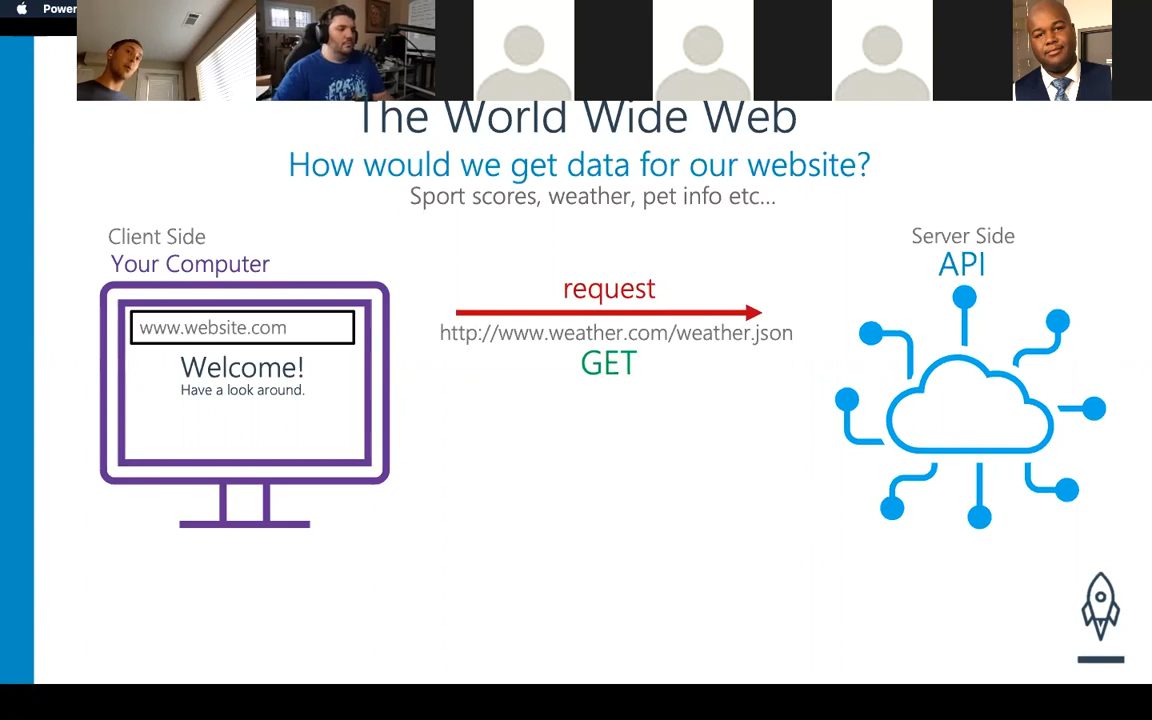 Power
The World Wide Web
How would we get data for our website?
Sport scores, weather, pet info etc...
Client Side
Your Computer
www.website.com
Welcome!
Have a look around.
request
http://www.weather.com/weather.json
GET
Server Side
API